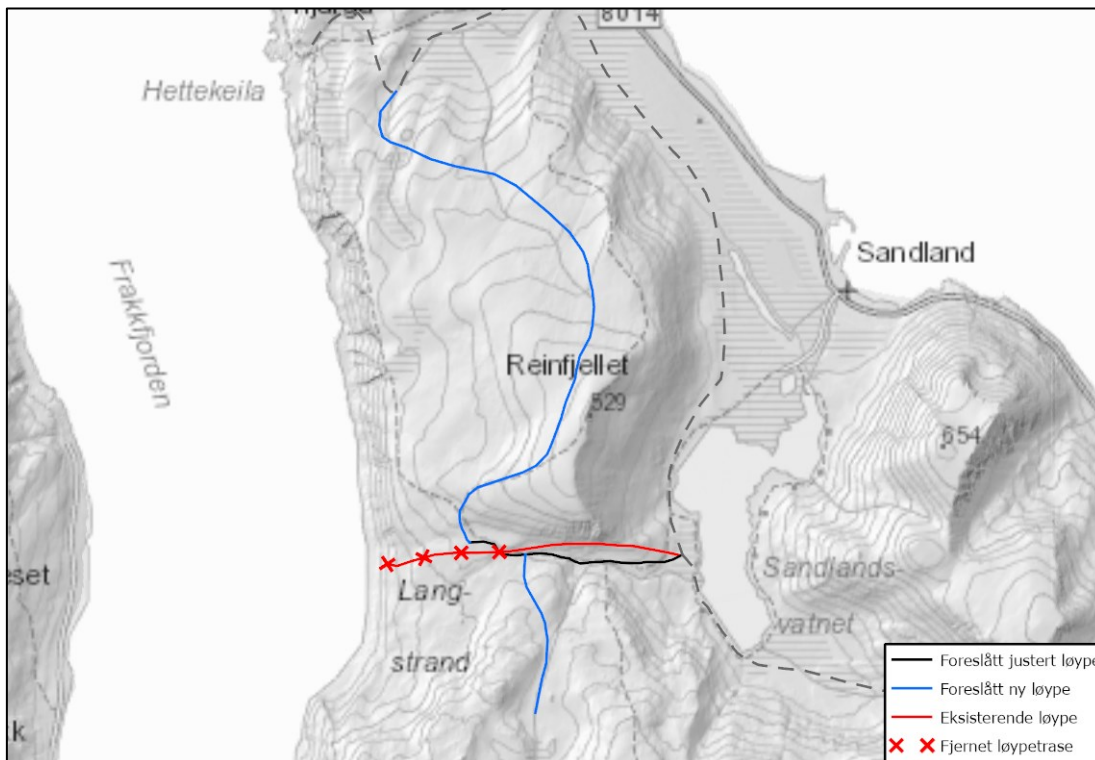 8014
Hettekeila
Sandland
Frakkfjorden
Reinfjellet
529
654
Sandlands-
vatnet
Lang-
strand
eset
k
Foreslått justert løype
Foreslått ny løype
Eksisterende løype
Fjernet løypetrase